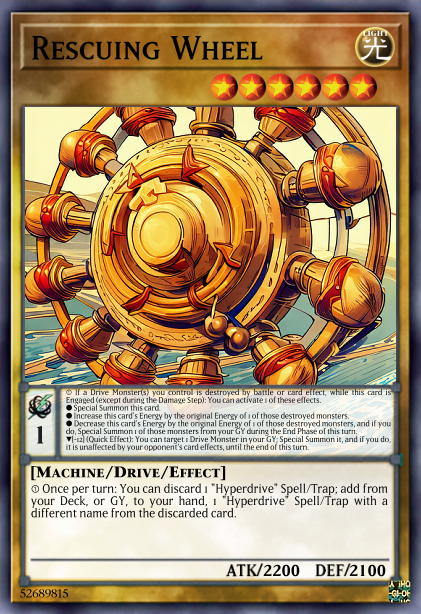 Rescuing Wheel
LIGHT
光
① If a Drive Monster(s) you control is destroyed by battle or card effect, while this card is
Engaged (except during the Damage Step): You can activate 1 of these effects.
● Special Summon this card.
● Increase this card's Energy by the original Energy of 1 of those destroyed monsters.
● Decrease this card's Energy by the original Energy of 1 of those destroyed monsters, and if you
do, Special Summon 1 of those monsters from your GY during the End Phase of this turn.
▼[-12] (Quick Effect): You can target 1 Drive Monster in your GY; Special Summon it, and if you do,
it is unaffected by your opponent's card effects, until the end of this turn.
1
[Machine/Drive/Effect]
① Once per turn: You can discard 1 "Hyperdrive" Spell/Trap; add from
your Deck, or GY, to your hand, 1 "Hyperdrive" Spell/Trap with a
different name from the discarded card.
ATK/2200 DEF/2100
52689815